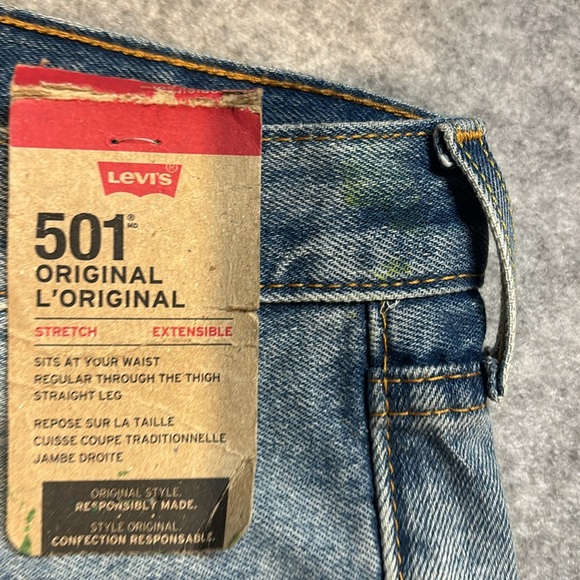 LEVI'S ®
501® MD
ORIGINAL
L'ORIGINAL
STRETCH EXTENSIBLE
SITS AT YOUR WAIST
REGULAR THROUGH THE THIGH
STRAIGHT LEG
REPOSE SUR LA TAILLE
CUISSE COUPE TRADITIONNELLE
JAMBE DROITE
ORIGINAL STYLE.
RESPONSIBLY MADE.
STYLE ORIGINAL.
CONFECTION RESPONSABLE.